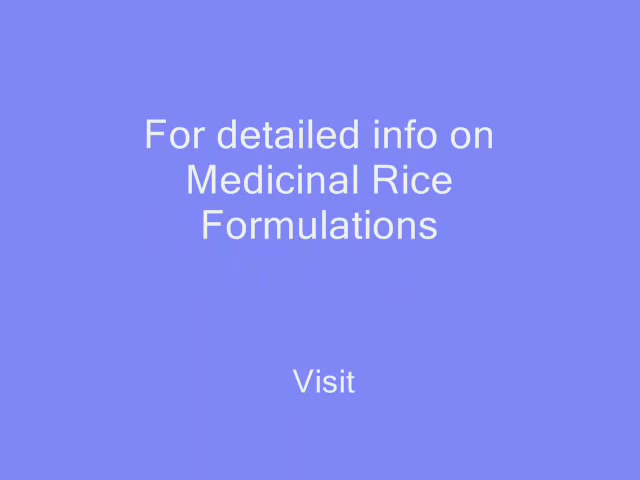 For detailed info on
Medicinal Rice
Formulations
Visit